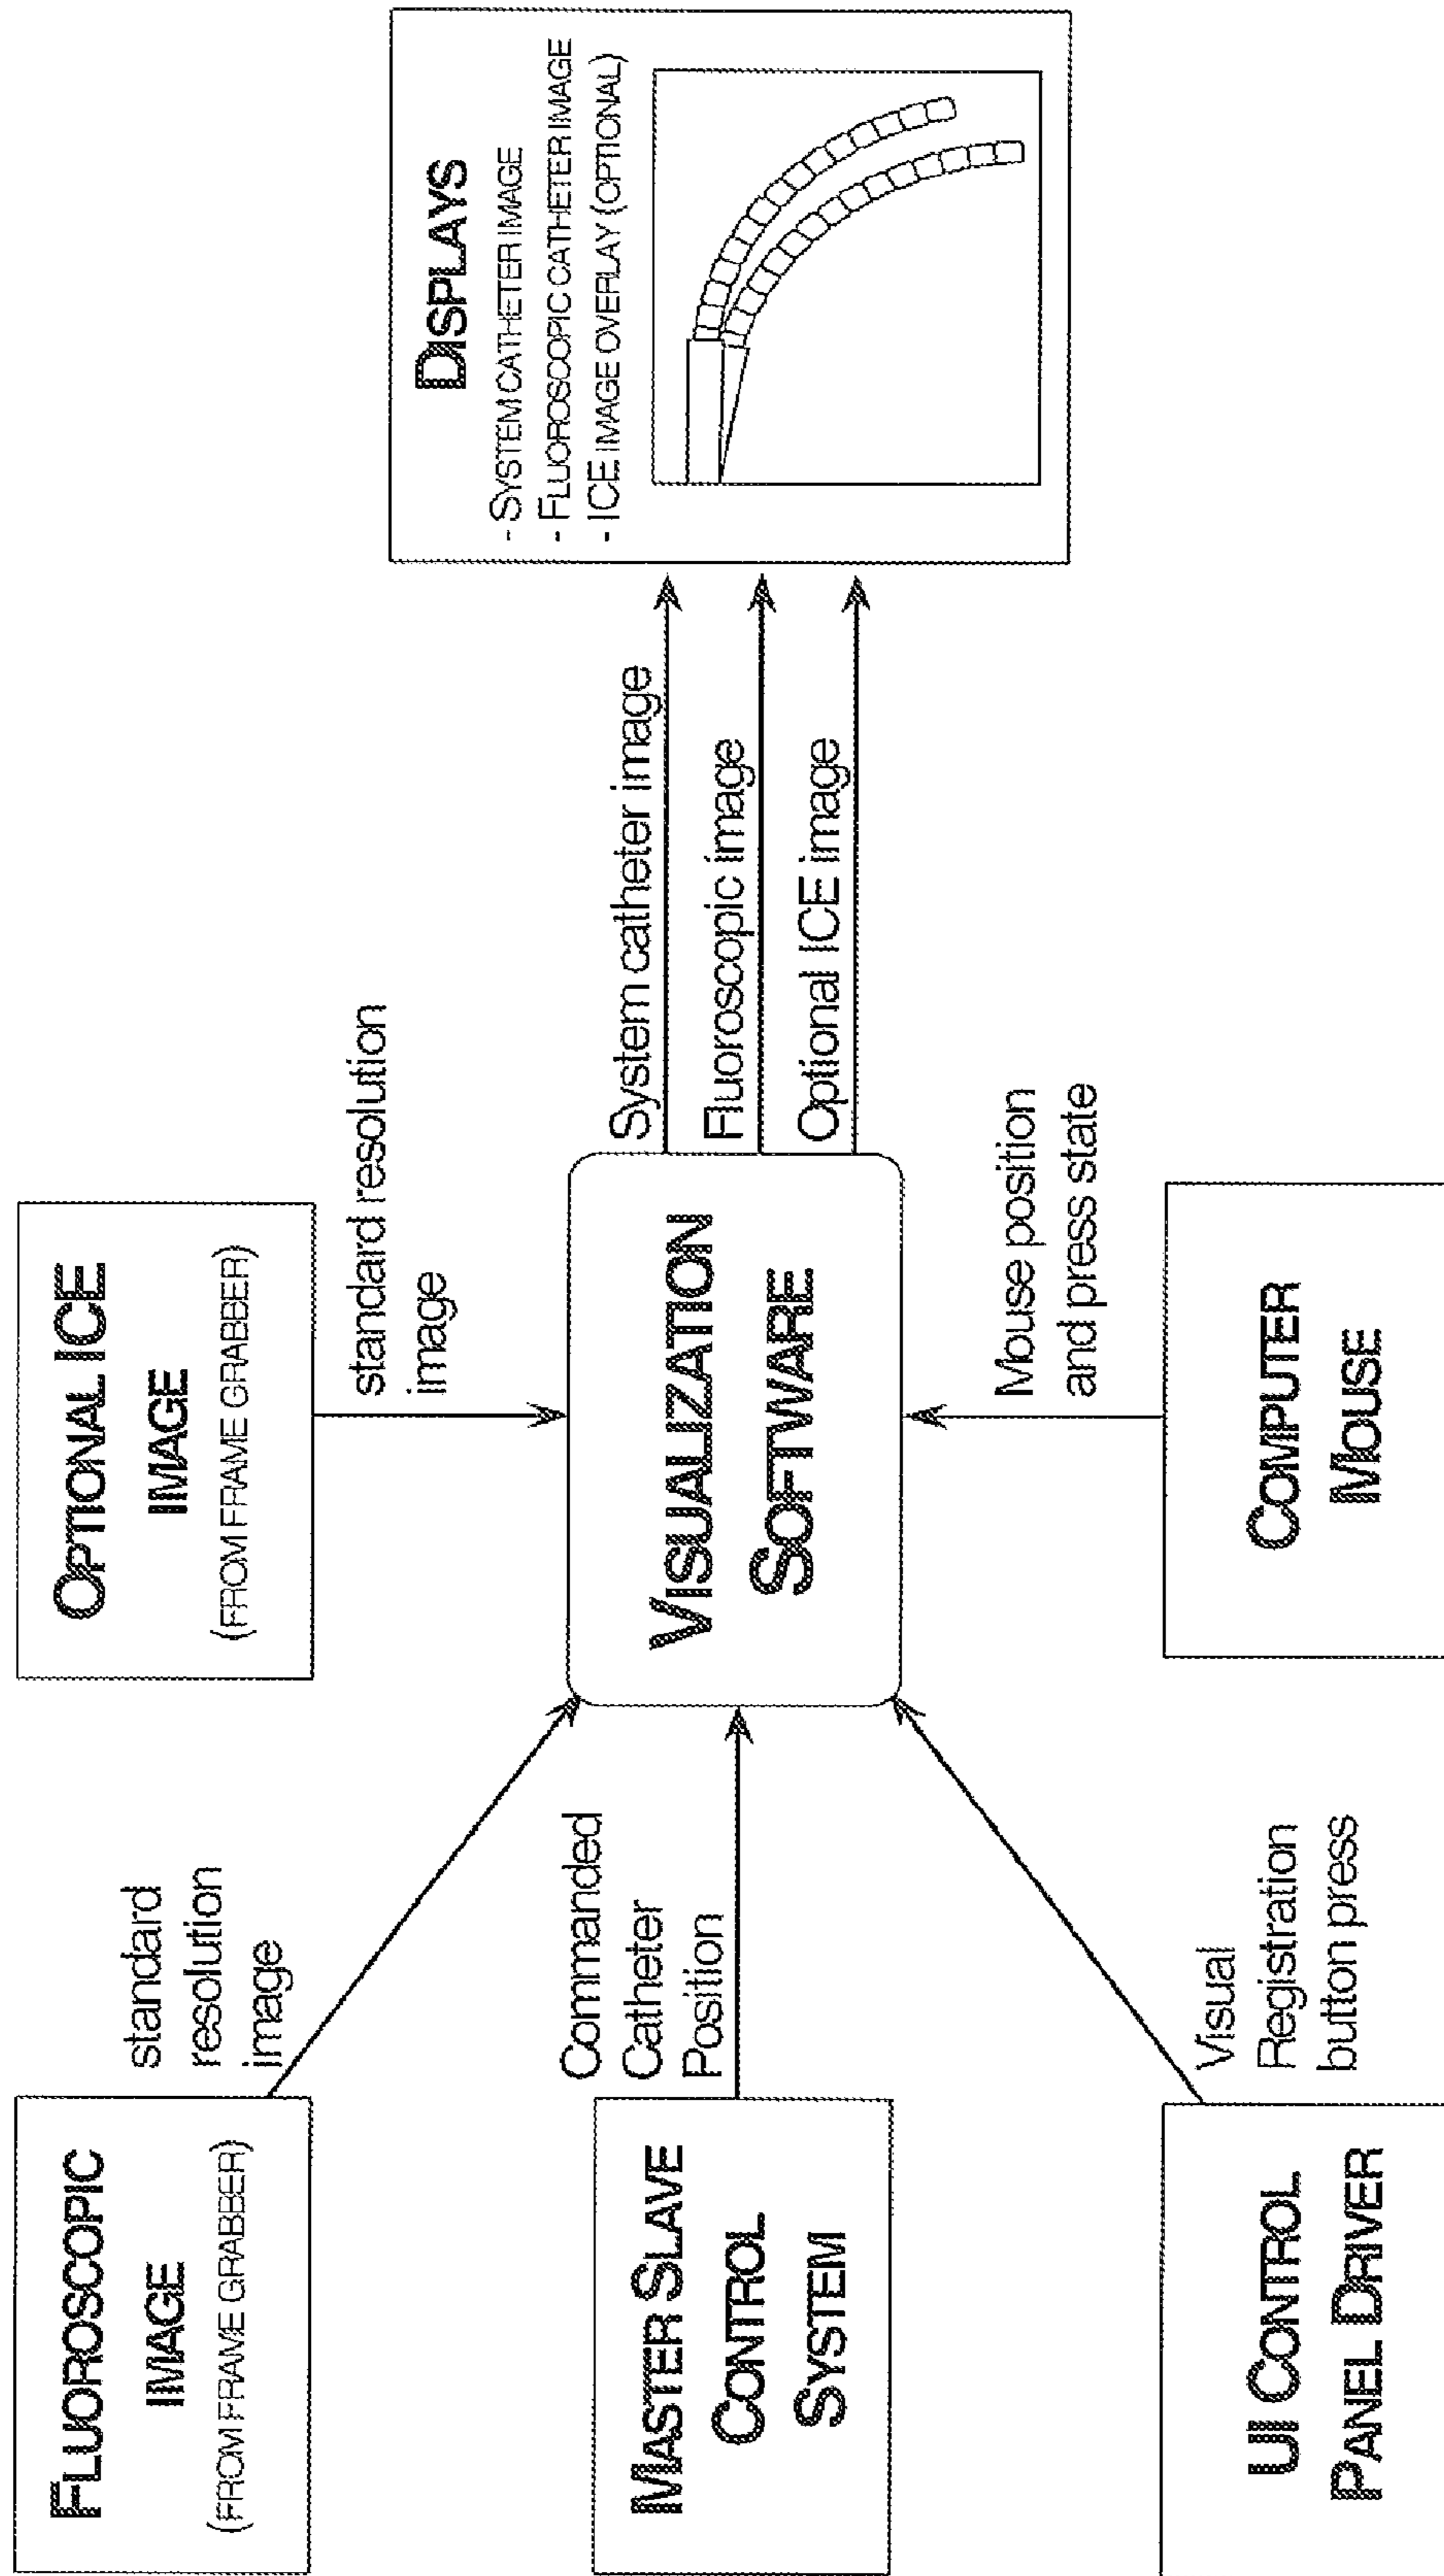 FLUOROSCOPIC
IMAGE
(FROM FRAME GRABBER)
standard
resolution
image
OPTIONAL ICE
IMAGE
(FROM FRAME GRABBER)
standard resolution
image
MASTER SLAVE
CONTROL
SYSTEM
Commanded
Catheter
Position
VISUALIZATION
SOFTWARE
System catheter image
Fluoroscopic image
Optional ICE image
DISPLAYS
- SYSTEM CATHETER IMAGE
- FLUOROSCOPIC CATHETER IMAGE
- ICE IMAGE OVERLAY (OPTIONAL)
UI CONTROL
PANEL DRIVER
Visual
Registration
button press
COMPUTER
MOUSE
Mouse position
and press state